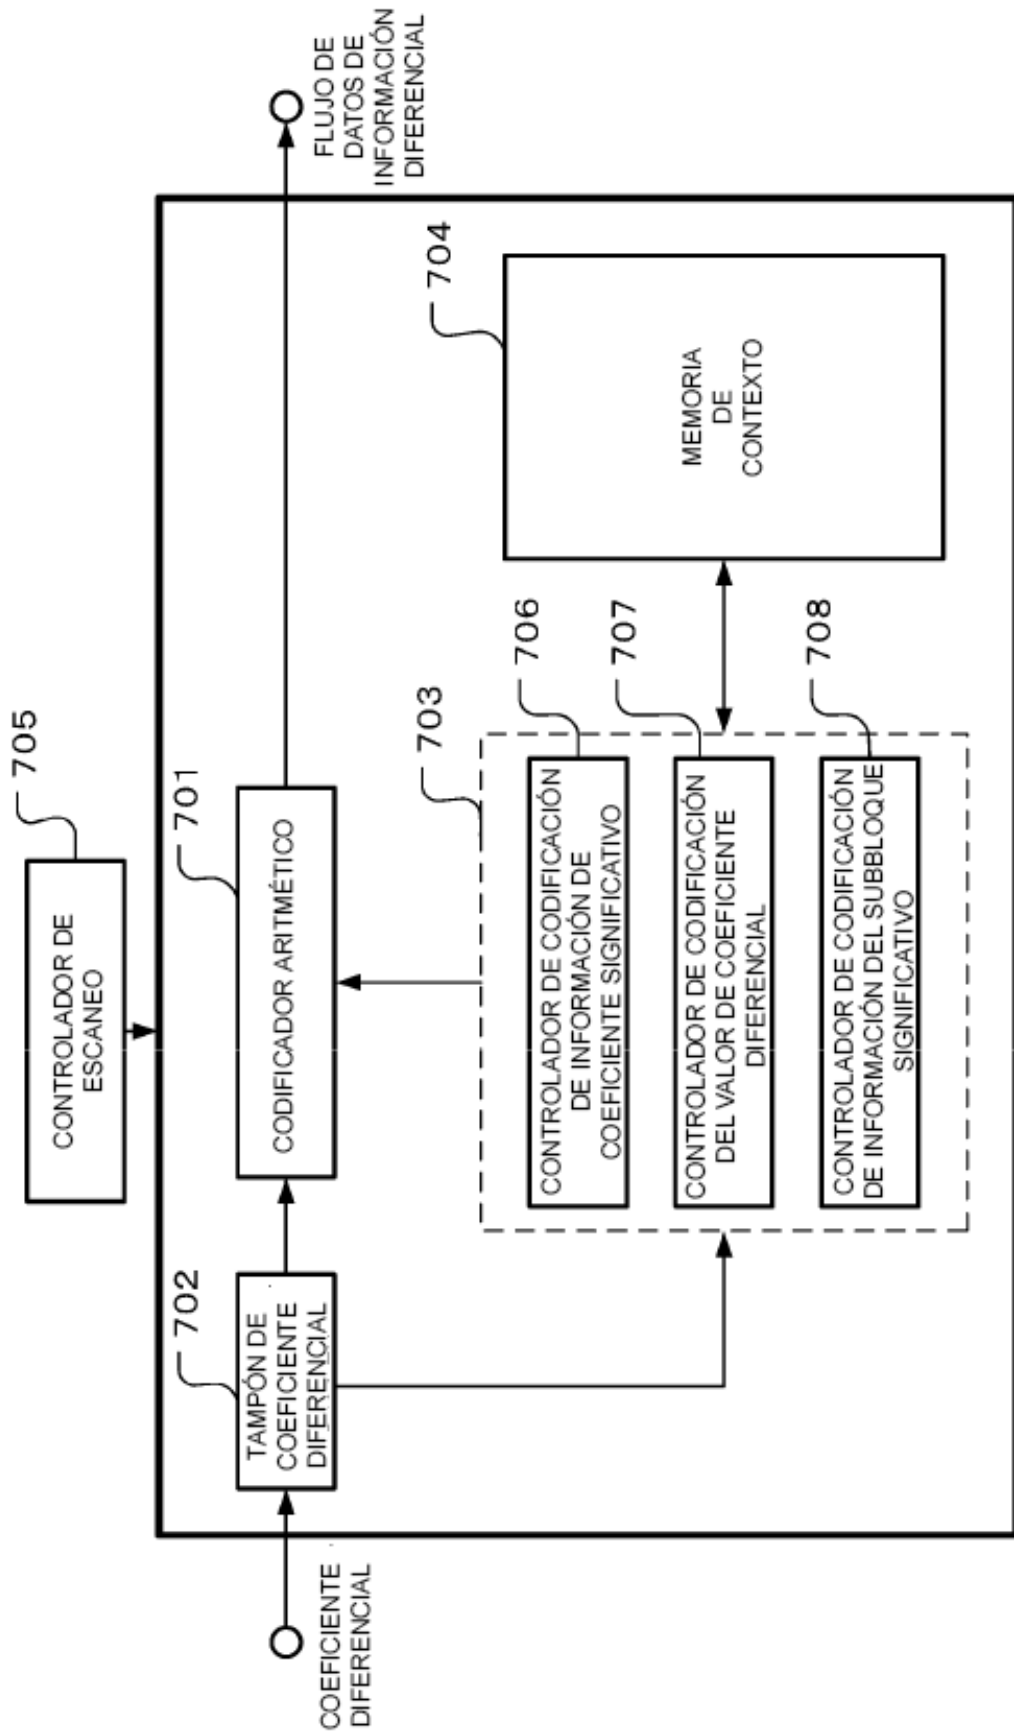 705
CONTROLADOR DE
ESCANEO
COEFICIENTE
DIFERENCIAL
702
TAMPÓN DE
COEFICIENTE
DIFERENCIAL
701
CODIFICADOR ARITMÉTICO
FLUJO DE
DATOS DE
INFORMACIÓN
DIFERENCIAL
703
706
CONTROLADOR DE CODIFICACIÓN
DE INFORMACIÓN DE
COEFICIENTE SIGNIFICATIVO
707
CONTROLADOR DE CODIFICACIÓN
DEL VALOR DE COEFICIENTE
DIFERENCIAL
708
CONTROLADOR DE CODIFICACIÓN
DE INFORMACIÓN DEL SUBBLOQUE
SIGNIFICATIVO
704
MEMORIA
DE
CONTEXTO